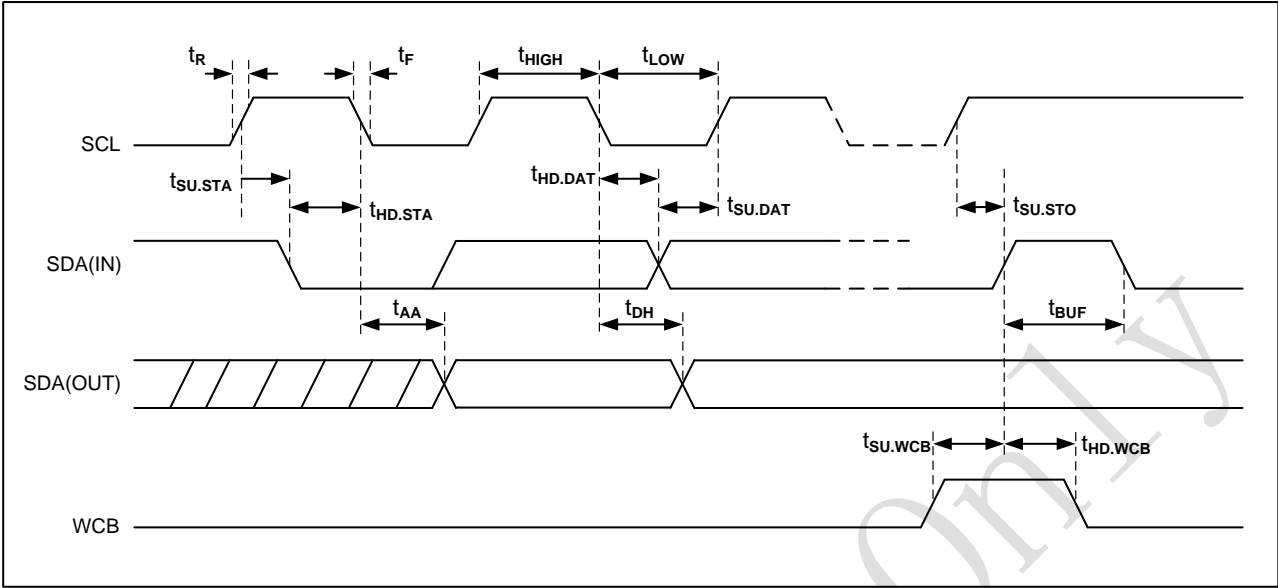 tR
tF
tHIGH
tLOW
SCL
tSU.STA
tHD.STA
tHD.DAT
tSU.DAT
tSU.STO
SDA(IN)
tAA
tDH
tBUF
SDA(OUT)
tSU.WCB
tHD.WCB
WCB
Only